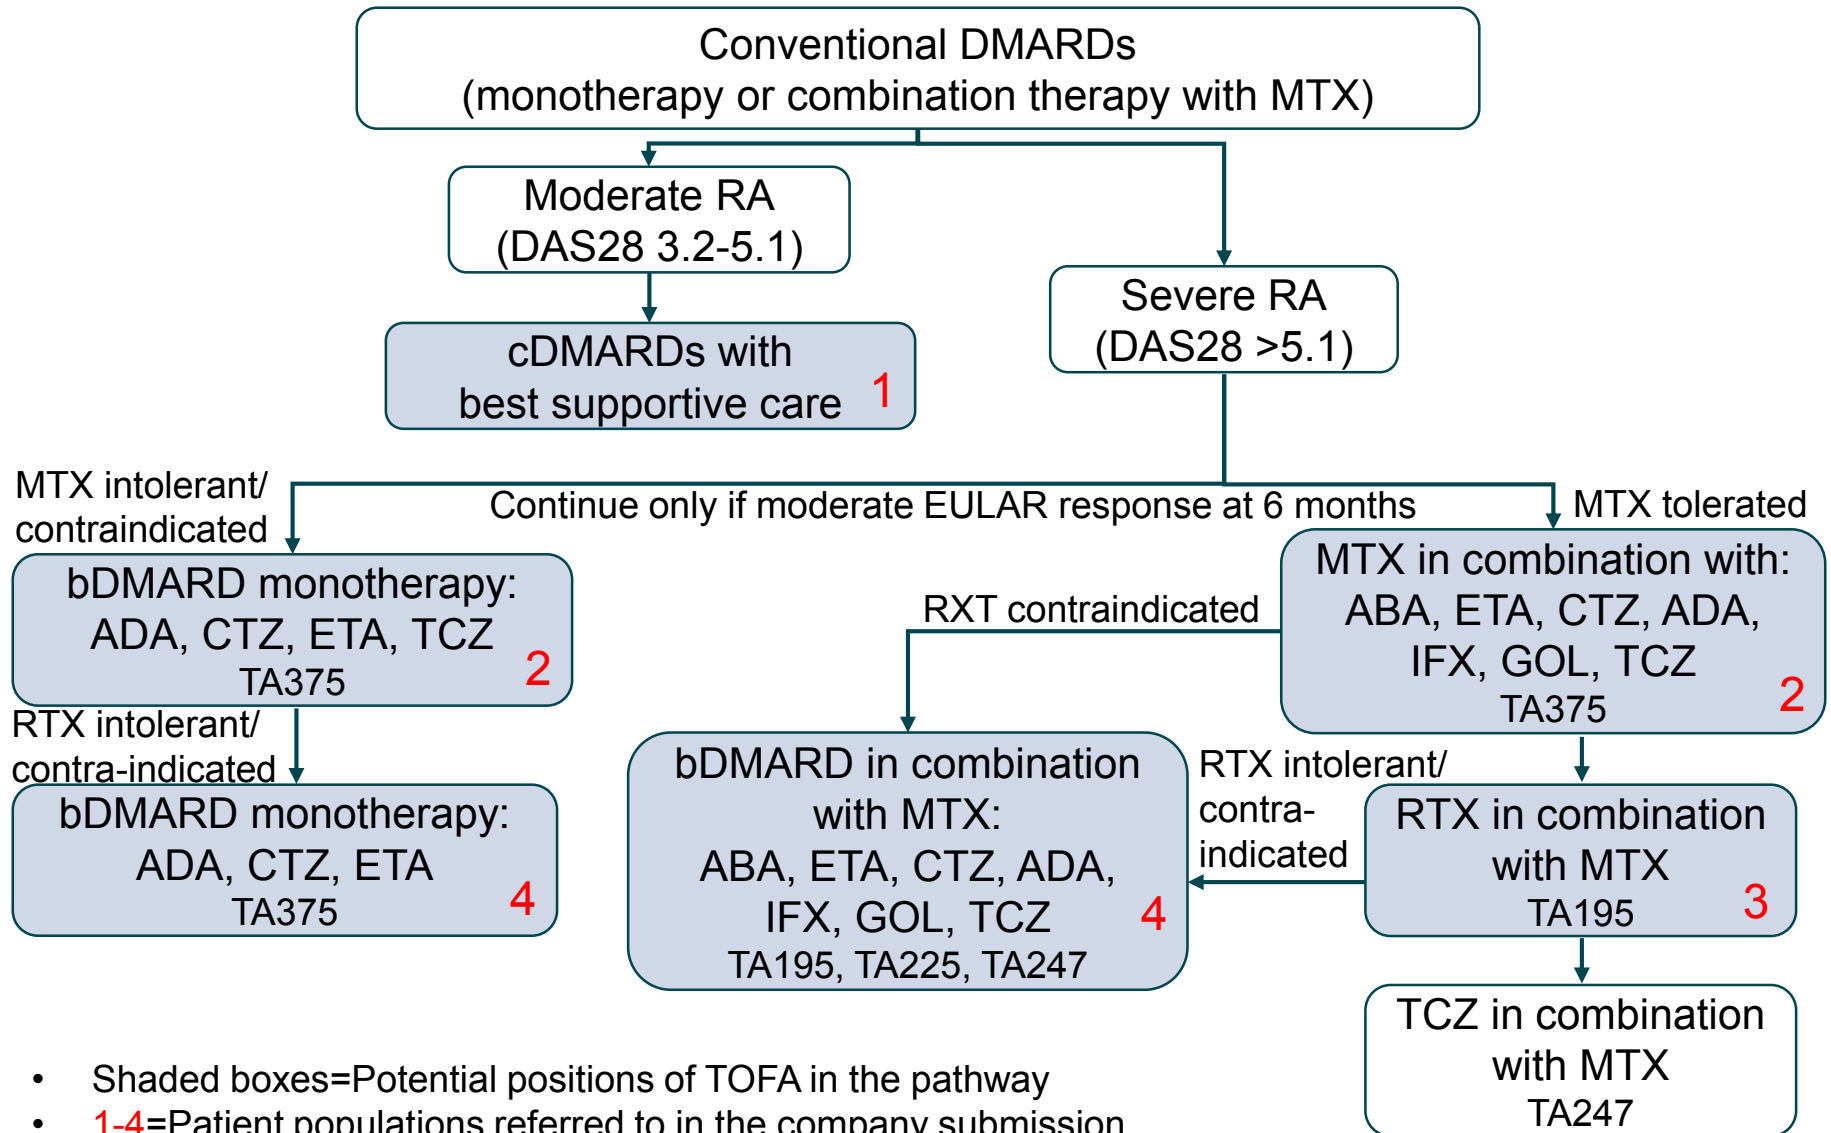 Conventional DMARDs
(monotherapy or combination therapy with MTX)
Moderate RA
(DAS28 3.2-5.1)
Severe RA
(DAS28 >5.1)
cDMARDs with
best supportive care
1
MTX intolerant/
contraindicated
Continue only if moderate EULAR response at 6 months
MTX tolerated
bDMARD monotherapy:
ADA, CTZ, ETA, TCZ
TA375
2
MTX in combination with:
ABA, ETA, CTZ, ADA,
IFX, GOL, TCZ
TA375
2
RXT contraindicated
RTX intolerant/
contra-indicated
bDMARD monotherapy:
ADA, CTZ, ETA
TA375
4
bDMARD in combination
with MTX:
ABA, ETA, CTZ, ADA,
IFX, GOL, TCZ
TA195, TA225, TA247
4
RTX intolerant/
contra-
indicated
RTX in combination
with MTX
TA195
3
TCZ in combination
with MTX
TA247
• Shaded boxes=Potential positions of TOFA in the pathway
• 1-4=Patient populations referred to in the company submission